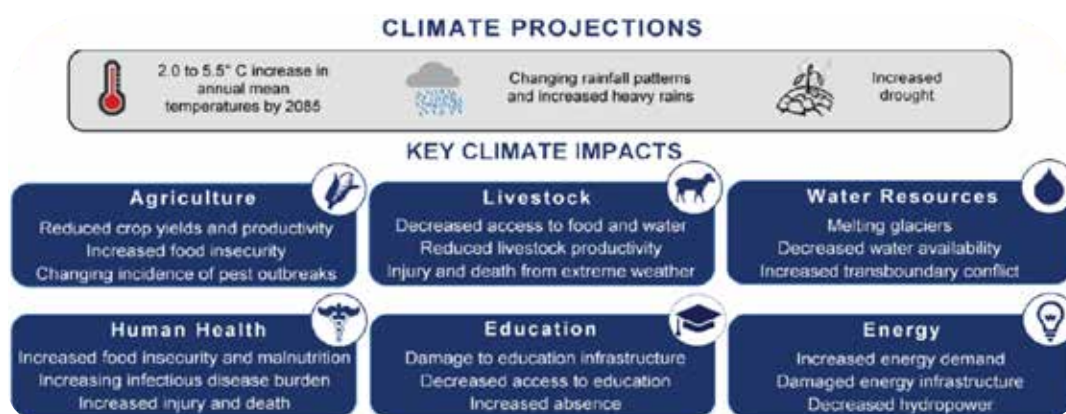 CLIMATE PROJECTIONS
2.0 to 5.5° C increase in
annual mean
temperatures by 2085
Changing rainfall patterns
and increased heavy rains
Increased
drought
KEY CLIMATE IMPACTS
Agriculture
Reduced crop yields and productivity
Increased food insecurity
Changing incidence of pest outbreaks
Livestock
Decreased access to food and water
Reduced livestock productivity
Injury and death from extreme weather
Water Resources
Melting glaciers
Decreased water availability
Increased transboundary conflict
Human Health
Increased food insecurity and malnutrition
Increasing infectious disease burden
Increased injury and death
Education
Damage to education infrastructure
Decreased access to education
Increased absence
Energy
Increased energy demand
Damaged energy infrastructure
Decreased hydropower